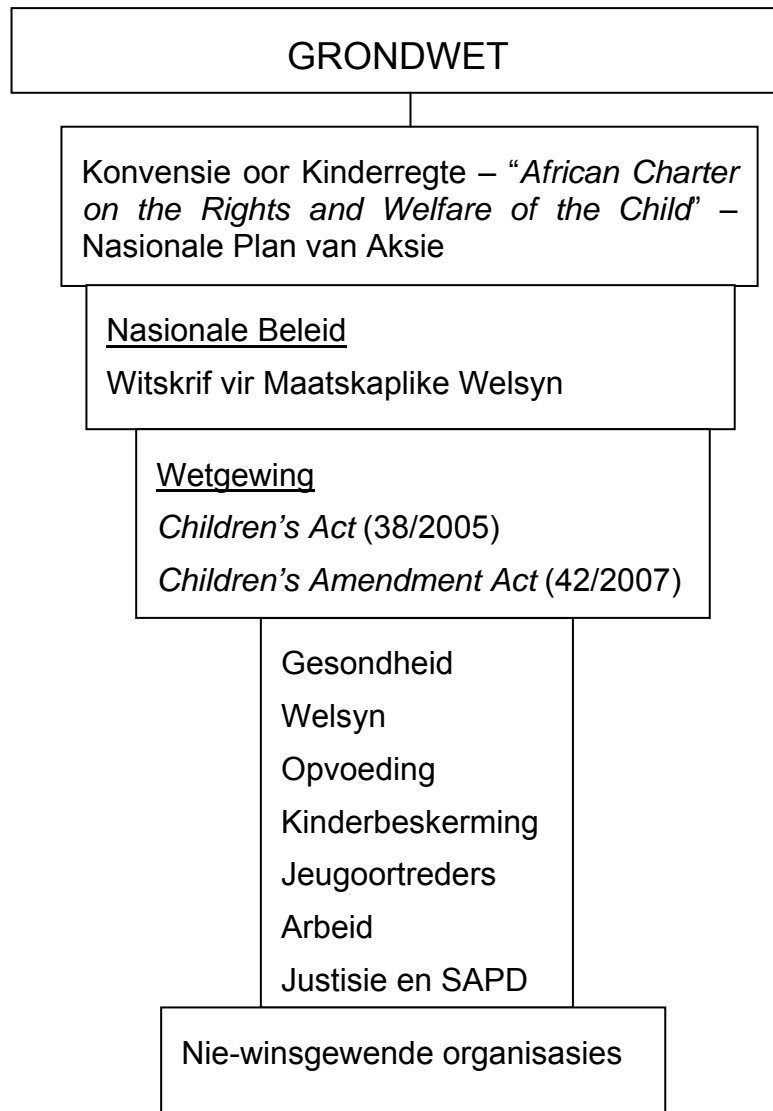 GRONDWET
Konvensie oor Kinderregte – “African Charter
on the Rights and Welfare of the Child” –
Nasionale Plan van Aksie
Nasionale Beleid
Witskrif vir Maatskaplike Welsyn
Wetgewing
Children’s Act (38/2005)
Children’s Amendment Act (42/2007)
Gesondheid
Welsyn
Opvoeding
Kinderbeskerming
Jeugoortreders
Arbeid
Justisie en SAPD
Nie-winsgewende organisasies